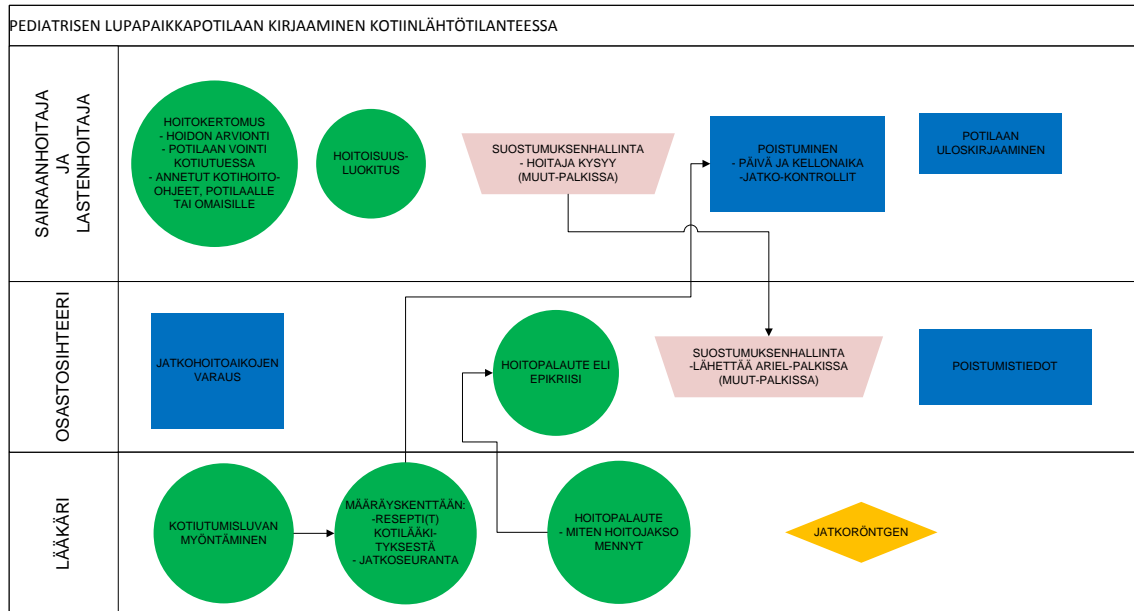 PEDIATRISEN LUPAPAIKKAPOTILAAN KIRJAAMINEN KOTIINLÄHTÖTILANTEESSA
SAIRAANHOITAJA
JA
LASTENHOITAJA
HOITOKERTOMUS
- HOIDON ARVIONTI
- POTILAAN VOINTI
KOTIUTUESSA
- ANNETUT KOTIHOITO-
OHJEET, POTILAALLE
TAI OMAISILLE
HOITOISUUS-
LUOKITUS
SUOSTUMUKSENHALLINTA
- HOITAJA KYSYY
(MUUT-PALKISSA)
POISTUMINEN
- PÄIVÄ JA KELLONAIKA
-JATKO-KONTROLLIT
POTILAAN
ULOSKIRJAAMINEN
OSASTOSIHTEERI
JATKOHOITOAIKOJEN
VARAUS
HOITOPALAUTE ELI
EPIKRIISI
SUOSTUMUKSENHALLINTA
-LÄHETTÄÄ ARIEL-PALKISSA
(MUUT-PALKISSA)
POISTUMISTIEDOT
LÄÄKÄRI
KOTIUTUMISLUVAN
MYÖNTÄMINEN
MÄÄRÄYSKENTTÄÄN:
-RESEPTI(T)
KOTILÄÄKI-
TYKSESTÄ
- JATKOSEURANTA
HOITOPALAUTE
- MITEN HOITOJAKSO
MENNYT
JATKORÖNTGEN